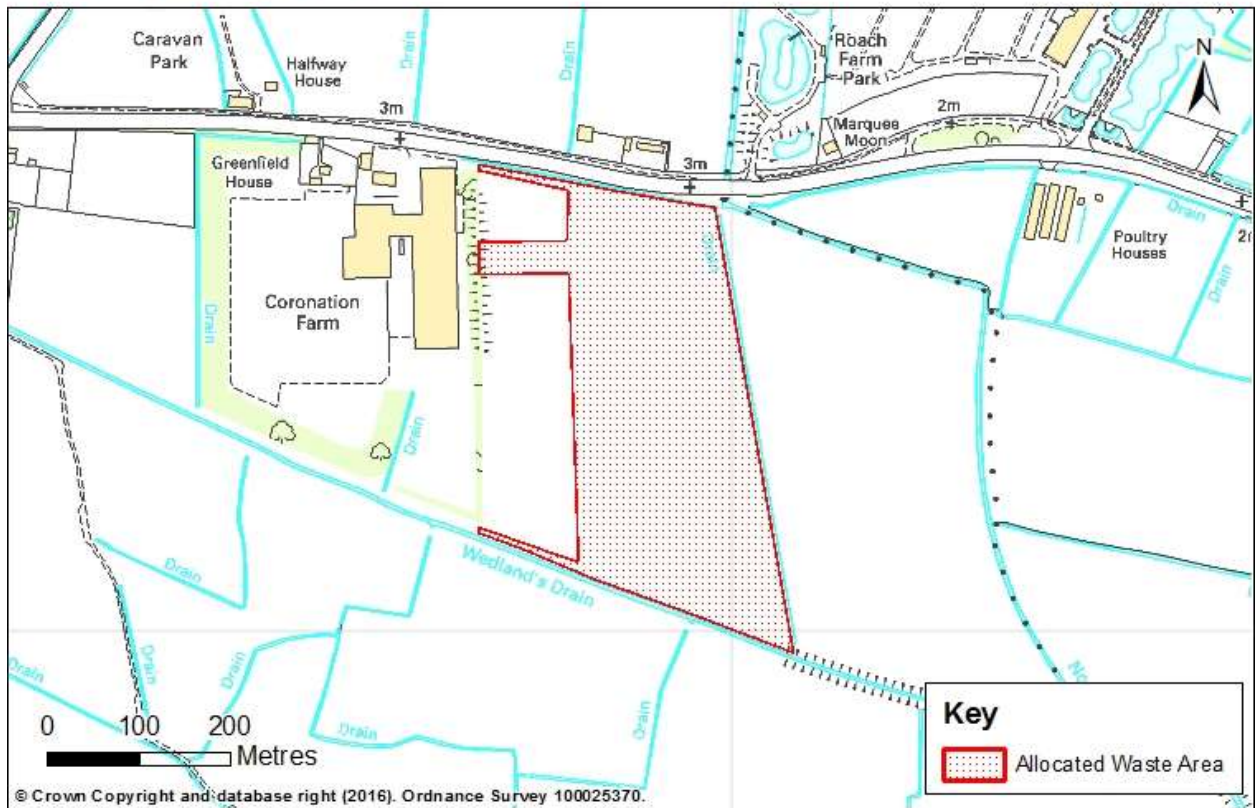 Caravan
Park
Halfway
House
Drain
Drain
Roach
Farm
Park
N
3m
2m
Marquee
Moon
3m
Greenfield
House
Drain
Poultry
Houses
Drain
Drain
Coronation
Farm
Drain
Drain
Wedland's Drain
Drain
Drain
Drain
Drain
Drain
Drain
0 100 200
Metres
Key
Allocated Waste Area
© Crown Copyright and database right (2016). Ordnance Survey 100025370.